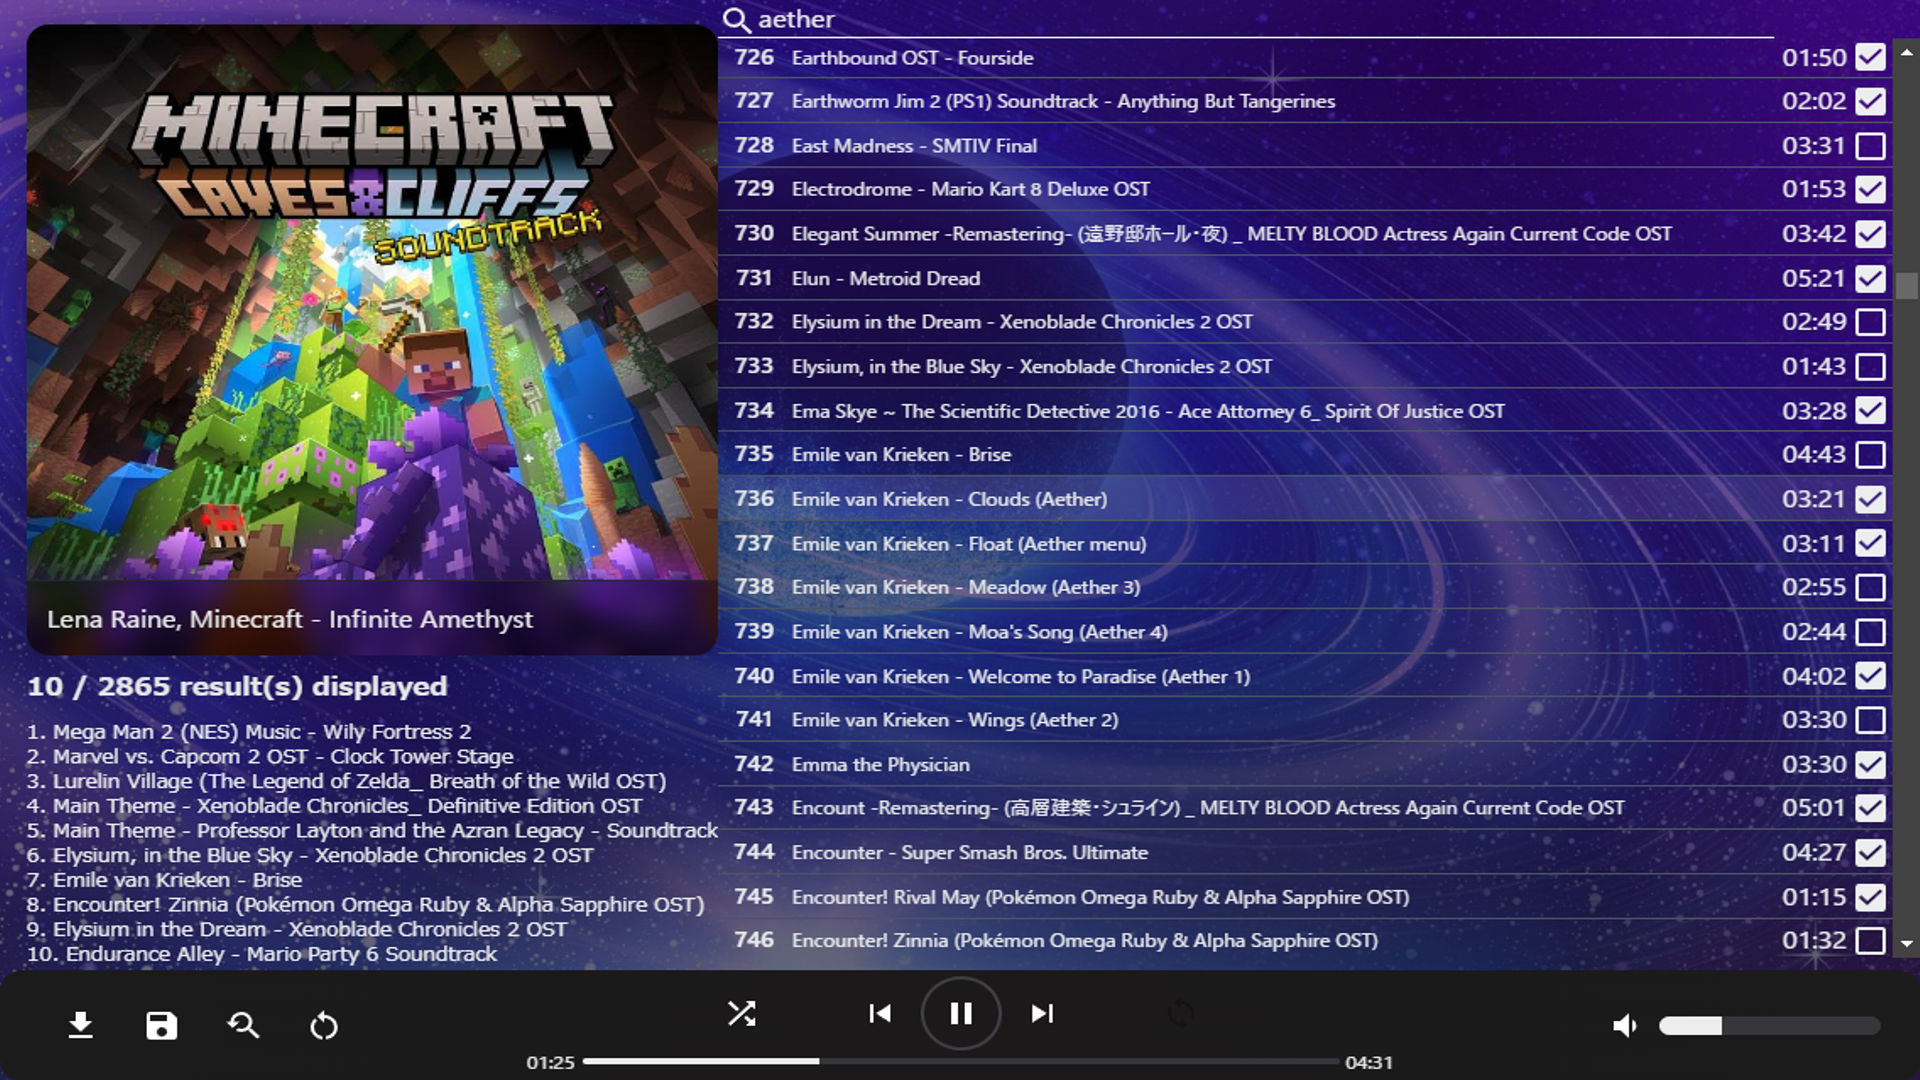 MINECRAFT
CAVES & CLIFFS
SOUNDTRACK
Lena Raine, Minecraft - Infinite Amethyst
10 / 2865 result(s) displayed
1. Mega Man 2 (NES) Music - Wily Fortress 2
2. Marvel vs. Capcom 2 OST - Clock Tower Stage
3. Lurelin Village (The Legend of Zelda_ Breath of the Wild OST)
4. Main Theme - Xenoblade Chronicles_ Definitive Edition OST
5. Main Theme - Professor Layton and the Azran Legacy - Soundtrack
6. Elysium, in the Blue Sky - Xenoblade Chronicles 2 OST
7. Emile van Krieken - Brise
8. Encounter! Zinnia (Pokémon Omega Ruby & Alpha Sapphire OST)
9. Elysium in the Dream - Xenoblade Chronicles 2 OST
10. Endurance Alley - Mario Party 6 Soundtrack
aether
726 Earthbound OST - Fourside 01:50
727 Earthworm Jim 2 (PS1) Soundtrack - Anything But Tangerines 02:02
728 East Madness - SMTIV Final 03:31
729 Electrodrome - Mario Kart 8 Deluxe OST 01:53
730 Elegant Summer -Remastering- (遠野邸ホール・夜) _ MELTY BLOOD Actress Again Current Code OST 03:42
731 Elun - Metroid Dread 05:21
732 Elysium in the Dream - Xenoblade Chronicles 2 OST 02:49
733 Elysium, in the Blue Sky - Xenoblade Chronicles 2 OST 01:43
734 Ema Skye ~ The Scientific Detective 2016 - Ace Attorney 6_ Spirit Of Justice OST 03:28
735 Emile van Krieken - Brise 04:43
736 Emile van Krieken - Clouds (Aether) 03:21
737 Emile van Krieken - Float (Aether menu) 03:11
738 Emile van Krieken - Meadow (Aether 3) 02:55
739 Emile van Krieken - Moa's Song (Aether 4) 02:44
740 Emile van Krieken - Welcome to Paradise (Aether 1) 04:02
741 Emile van Krieken - Wings (Aether 2) 03:30
742 Emma the Physician 03:30
743 Encount -Remastering- (高層建築・シュライン) _ MELTY BLOOD Actress Again Current Code OST 05:01
744 Encounter - Super Smash Bros. Ultimate 04:27
745 Encounter! Rival May (Pokémon Omega Ruby & Alpha Sapphire OST) 01:15
746 Encounter! Zinnia (Pokémon Omega Ruby & Alpha Sapphire OST) 01:32
01:25 04:31